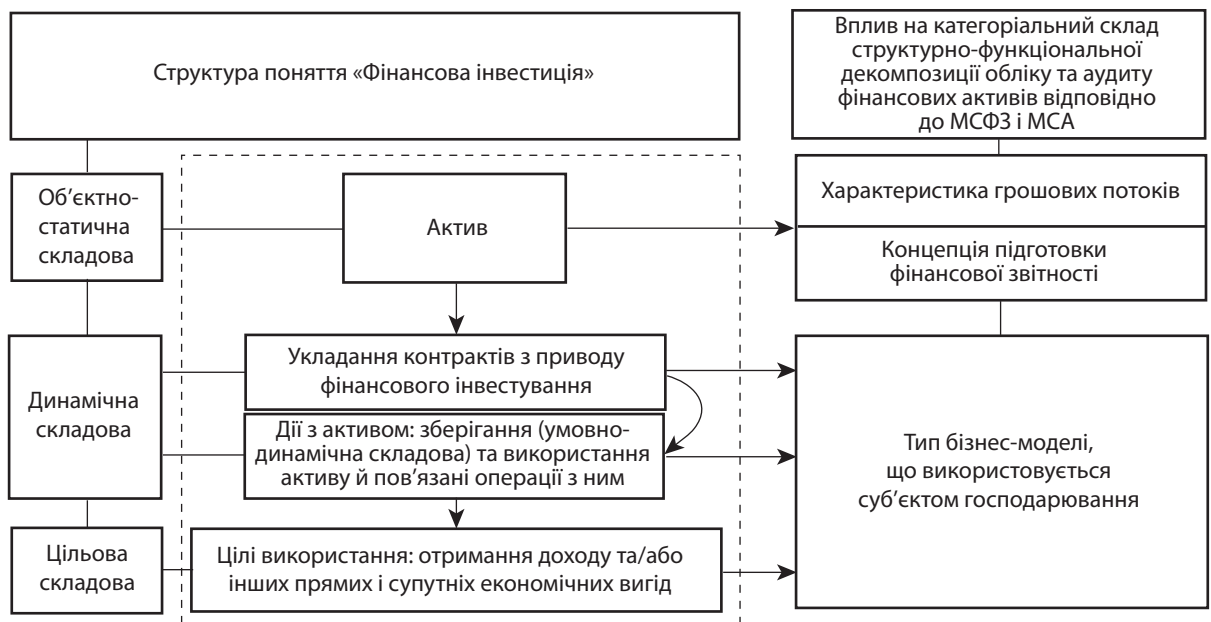 Структура поняття «Фінансова інвестиція»
Вплив на категоріальний склад
структурно-функціональної
декомпозиції обліку та аудиту
фінансових активів відповідно
до МСФЗ і МСА
Об’єктно-
статична
складова
Актив
Характеристика грошових потоків
Концепція підготовки
фінансової звітності
Динамічна
складова
Укладання контрактів з приводу
фінансового інвестування
Дії з активом: зберігання (умовно-
динамічна складова) та використання
активу й пов’язані операції з ним
Тип бізнес-моделі,
що використовується
суб’єктом господарювання
Цільова
складова
Цілі використання: отримання доходу та/або
інших прямих і супутніх економічних вигід